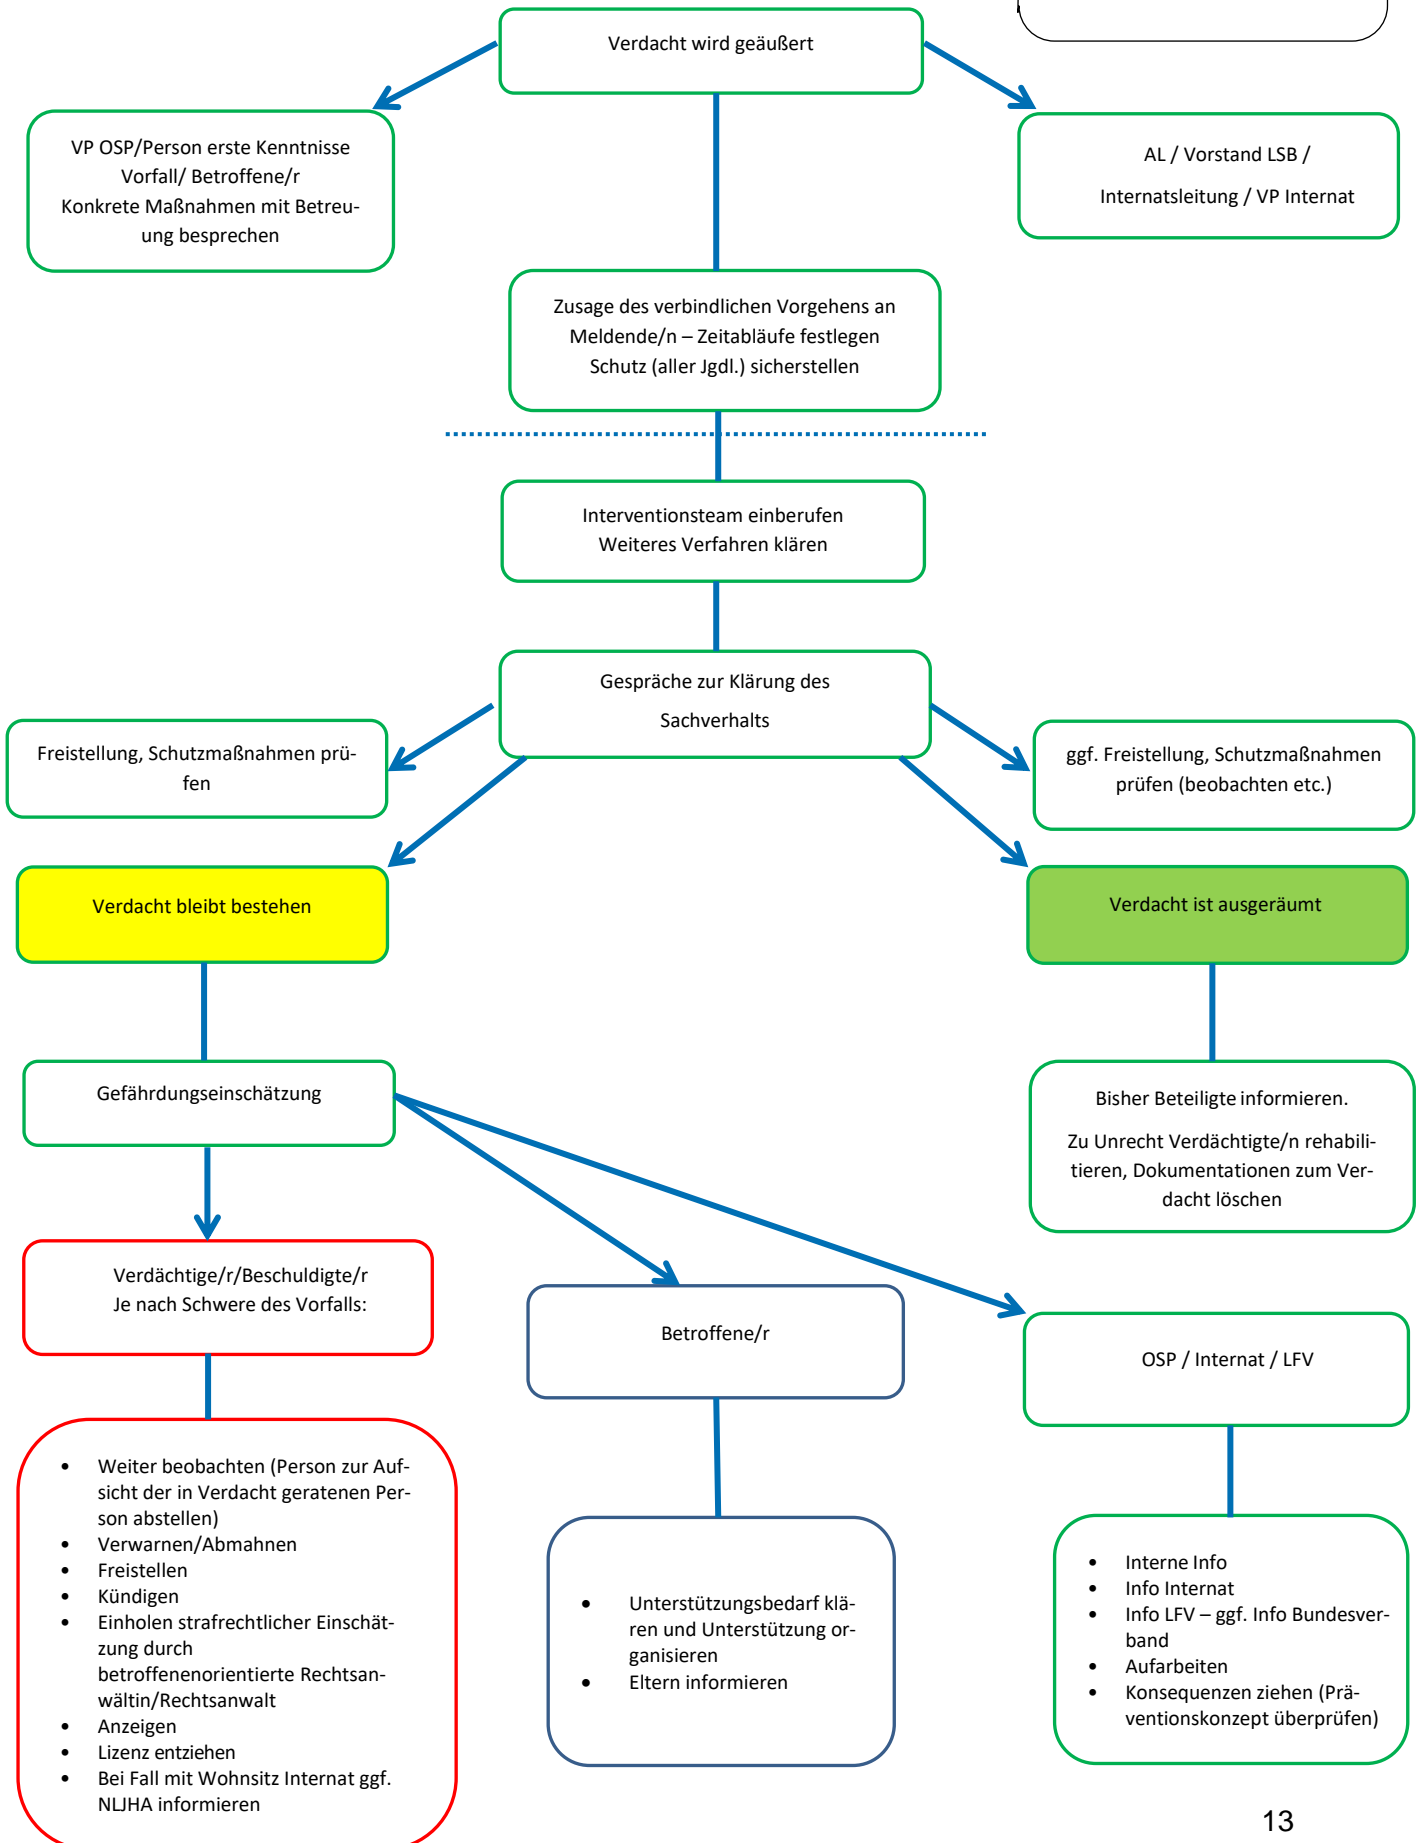 Verdacht wird geäußert
VP OSP/Person erste Kenntnisse
Vorfall/ Betroffene/r
Konkrete Maßnahmen mit Betreu-
ung besprechen
AL / Vorstand LSB /
Internatsleitung / VP Internat
Zusage des verbindlichen Vorgehens an
Meldende/n – Zeitabläufe festlegen
Schutz (aller Jgdl.) sicherstellen
Interventionsteam einberufen
Weiteres Verfahren klären
Gespräche zur Klärung des
Sachverhalts
Freistellung, Schutzmaßnahmen prü-
fen
ggf. Freistellung, Schutzmaßnahmen
prüfen (beobachten etc.)
Verdacht bleibt bestehen
Verdacht ist ausgeräumt
Gefährdungseinschätzung
Bisher Beteiligte informieren.
Zu Unrecht Verdächtigte/n rehabili-
tieren, Dokumentationen zum Ver-
dacht löschen
Verdächtige/r/Beschuldigte/r
Je nach Schwere des Vorfalls:
Betroffene/r
OSP / Internat / LFV
• Weiter beobachten (Person zur Auf-
sicht der in Verdacht geratenen Per-
son abstellen)
• Verwarnen/Abmahnen
• Freistellen
• Kündigen
• Einholen strafrechtlicher Einschät-
zung durch
betroffenenorientierte Rechtsan-
wältin/Rechtsanwalt
• Anzeigen
• Lizenz entziehen
• Bei Fall mit Wohnsitz Internat ggf.
NLJHA informieren
• Unterstützungsbedarf klä-
ren und Unterstützung or-
ganisieren
• Eltern informieren
• Interne Info
• Info Internat
• Info LFV – ggf. Info Bundesver-
band
• Aufarbeiten
• Konsequenzen ziehen (Prä-
ventionskonzept überprüfen)
13